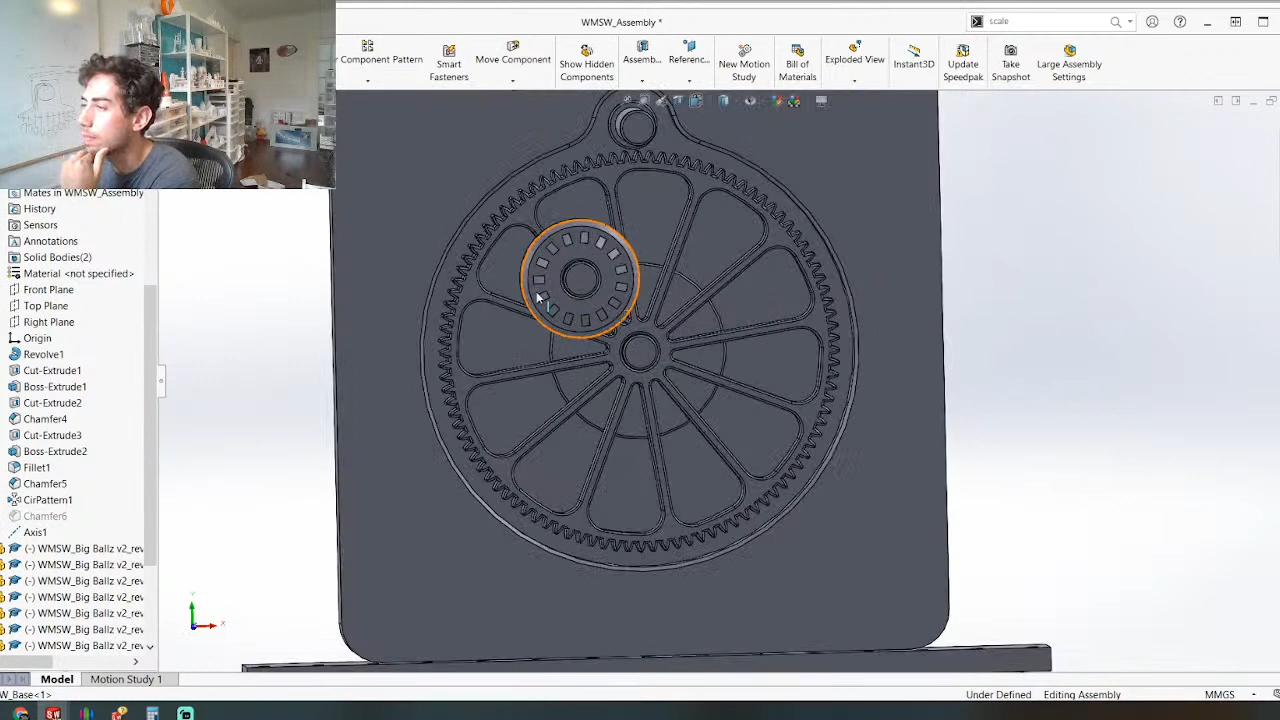 WMSW_Assembly *
scale
Component Pattern
Smart Fasteners
Move Component
Show Hidden Components
Assemb...
Referenc...
New Motion Study
Bill of Materials
Exploded View
Instant3D
Update Speedpak
Take Snapshot
Large Assembly Settings
Mates in WMSW_Assembly
History
Sensors
Annotations
Solid Bodies(2)
Material <not specified>
Front Plane
Top Plane
Right Plane
Origin
Revolve1
Cut-Extrude1
Boss-Extrude1
Cut-Extrude2
Chamfer4
Cut-Extrude3
Boss-Extrude2
Fillet1
Chamfer5
CirPattern1
Chamfer6
Axis1
(-) WMSW_Big Ballz v2_rev
(-) WMSW_Big Ballz v2_rev
(-) WMSW_Big Ballz v2_rev
(-) WMSW_Big Ballz v2_rev
(-) WMSW_Big Ballz v2_rev
(-) WMSW_Big Ballz v2_rev
(-) WMSW_Big Ballz v2_rev
Y
X
Model
Motion Study 1
W_Base<1>
Under Defined
Editing Assembly
MMGS